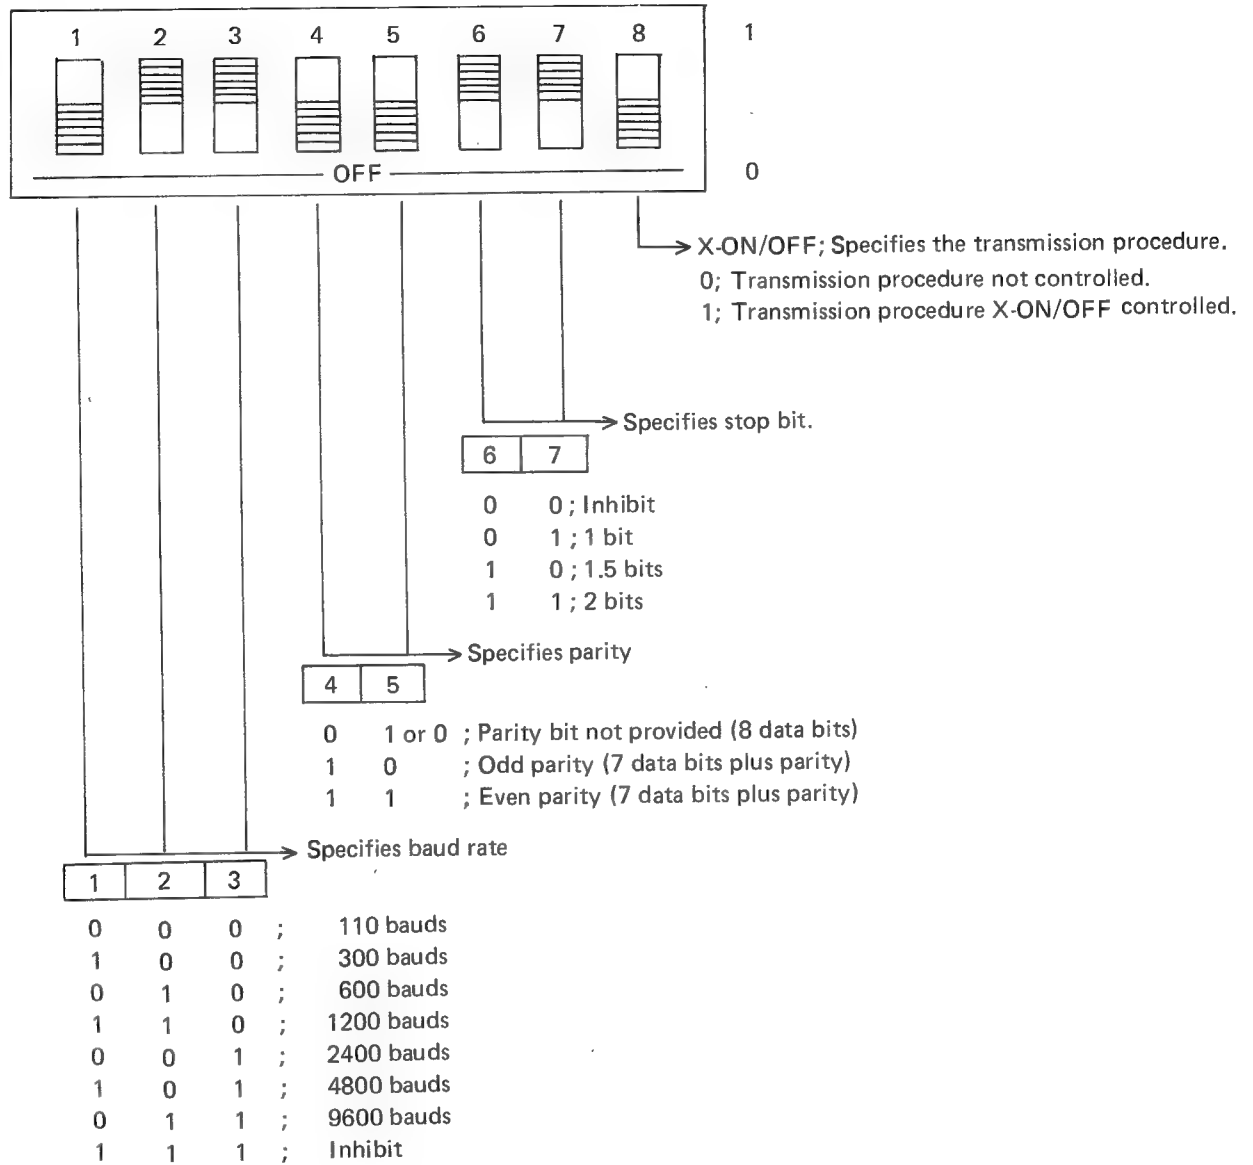 1 2 3 4 5 6 7 8 1
OFF 0
X-ON/OFF; Specifies the transmission procedure.
0; Transmission procedure not controlled.
1; Transmission procedure X-ON/OFF controlled.
Specifies stop bit.
6 7
0 0 ; Inhibit
0 1 ; 1 bit
1 0 ; 1.5 bits
1 1 ; 2 bits
Specifies parity
4 5
0 1 or 0 ; Parity bit not provided (8 data bits)
1 0 ; Odd parity (7 data bits plus parity)
1 1 ; Even parity (7 data bits plus parity)
Specifies baud rate
1 2 3
0 0 0 ; 110 bauds
1 0 0 ; 300 bauds
0 1 0 ; 600 bauds
1 1 0 ; 1200 bauds
0 0 1 ; 2400 bauds
1 0 1 ; 4800 bauds
0 1 1 ; 9600 bauds
1 1 1 ; Inhibit